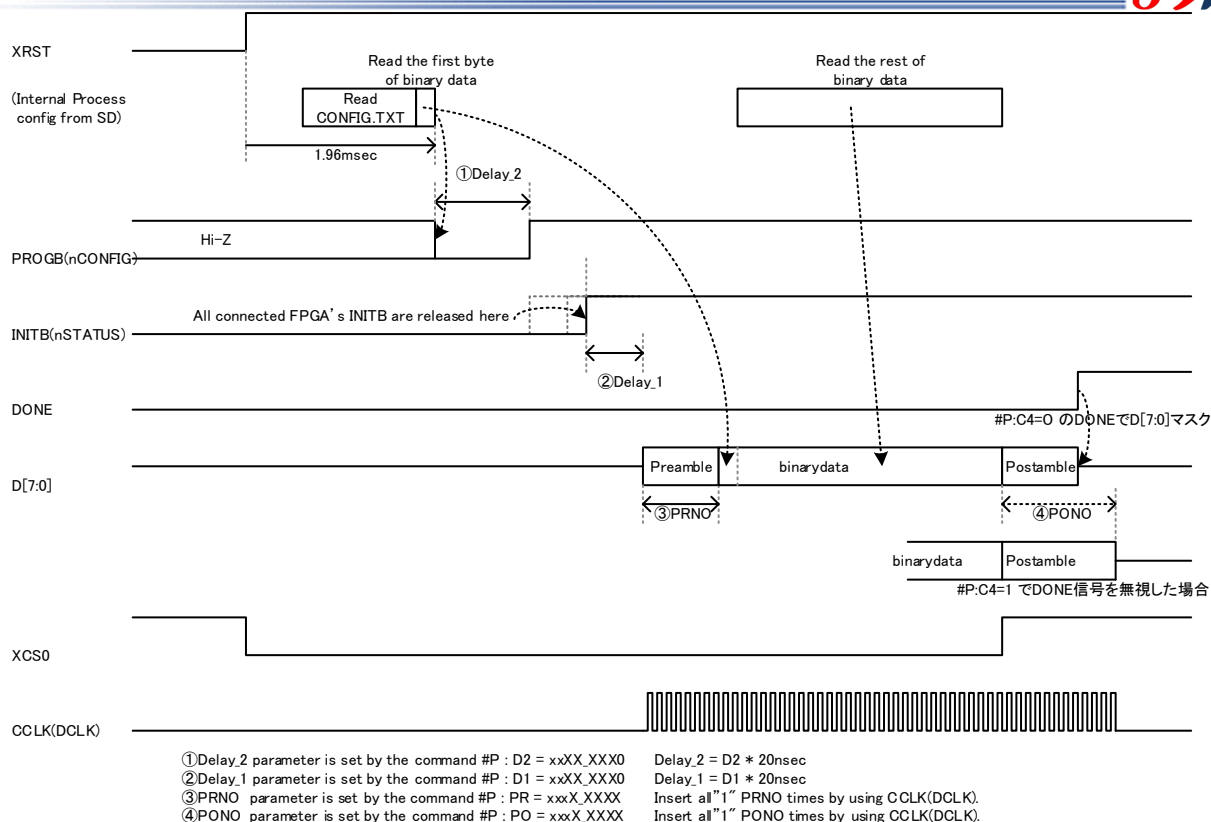 XRST
Read the first byte
of binary data
Read the rest of
binary data
(Internal Process
config from SD)
Read
CONFIG.TXT
1.96msec
①Delay_2
Hi-Z
PROGB(nCONFIG)
All connected FPGA's INITB are released here
INITB(nSTATUS)
②Delay_1
DONE
#P:C4=0 のDONEでD[7:0]マスク
Preamble
binarydata
Postamble
D[7:0]
③PRNO
④PONO
binarydata
Postamble
#P:C4=1 でDONE信号を無視した場合
XCS0
CCLK(DCLK)
①Delay_2 parameter is set by the command #P : D2 = xxXX_XXX0 Delay_2 = D2 * 20nsec
②Delay_1 parameter is set by the command #P : D1 = xxXX_XXX0 Delay_1 = D1 * 20nsec
③PRNO parameter is set by the command #P : PR = xxxX_XXXX Insert all"1" PRNO times by using CCLK(DCLK).
④PONO parameter is set by the command #P : PO = xxxX_XXXX Insert all"1" PONO times by using CCLK(DCLK).